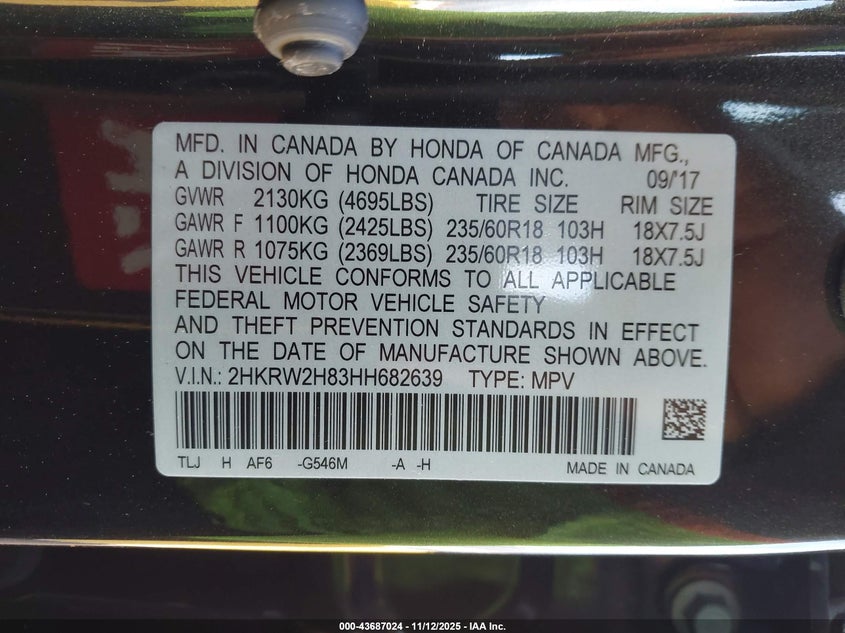 MFD. IN CANADA BY HONDA OF CANADA MFG.,
A DIVISION OF HONDA CANADA INC. 09/'17
GVWR 2130KG (4695LBS) TIRE SIZE RIM SIZE
GAWR F 1100KG (2425LBS) 235/60R18 103H 18X7.5J
GAWR R 1075KG (2369LBS) 235/60R18 103H 18X7.5J
THIS VEHICLE CONFORMS TO ALL APPLICABLE
FEDERAL MOTOR VEHICLE SAFETY
AND THEFT PREVENTION STANDARDS IN EFFECT
ON THE DATE OF MANUFACTURE SHOWN ABOVE.
V.I.N.: 2HKRW2H83HH682639 TYPE: MPV
TLJ H AF6 -G546M -A -H MADE IN CANADA
000-43687024 - 11/12/2025 - IAA Inc.